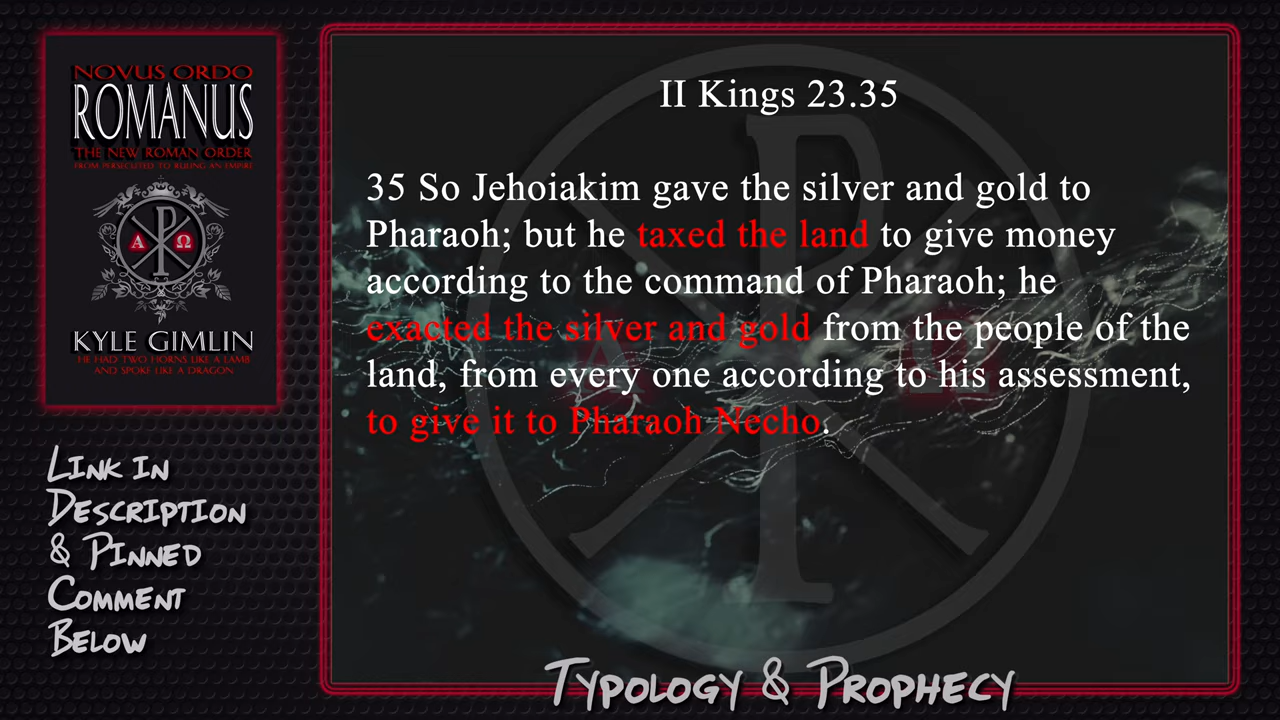 NOVUS ORDO
ROMANUS
THE NEW ROMAN ORDER
FROM PERSECUTED TO RULING AN EMPIRE
Α Ω
KYLE GIMLIN
HE HAD TWO HORNS LIKE A LAMB
AND SPOKE LIKE A DRAGON
LINK IN
DESCRIPTION
& PINNED
COMMENT
BELOW
II Kings 23.35
35 So Jehoiakim gave the silver and gold to
Pharaoh; but he taxed the land to give money
according to the command of Pharaoh; he
exacted the silver and gold from the people of the
land, from every one according to his assessment,
to give it to Pharaoh Necho.
Α Ω
TYPOLOGY & PROPHECY